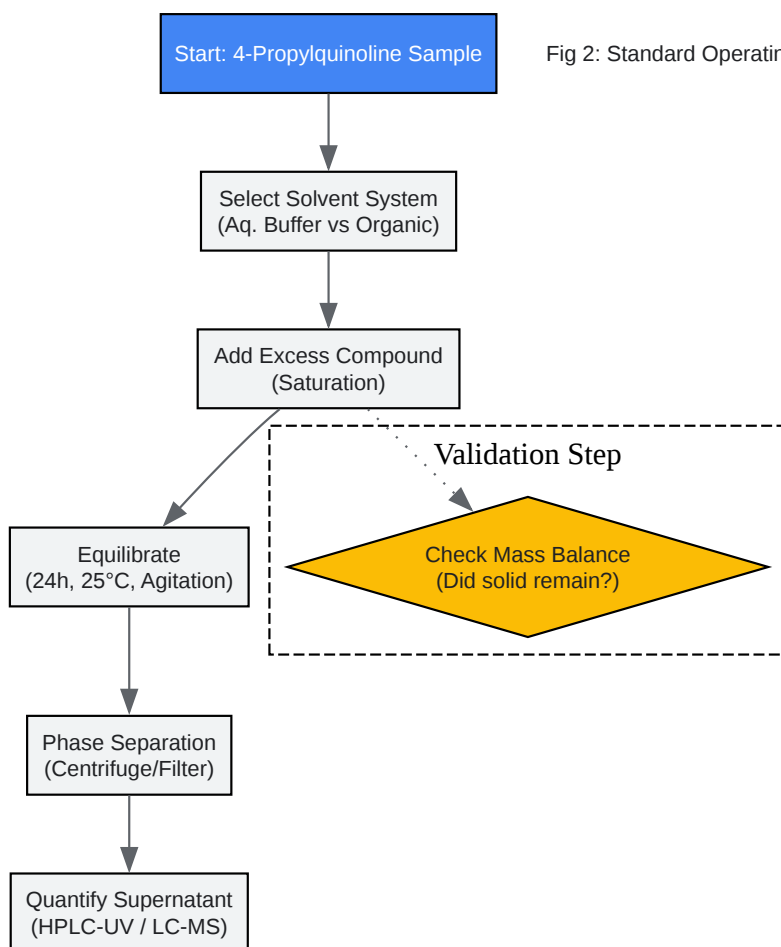 Start: 4-Propylquinoline Sample
Fig 2: Standard Operatin
Select Solvent System
(Aq. Buffer vs Organic)
Add Excess Compound
(Saturation)
Validation Step
Equilibrate
(24h, 25°C, Agitation)
Check Mass Balance
(Did solid remain?)
Phase Separation
(Centrifuge/Filter)
Quantify Supernatant
(HPLC-UV / LC-MS)